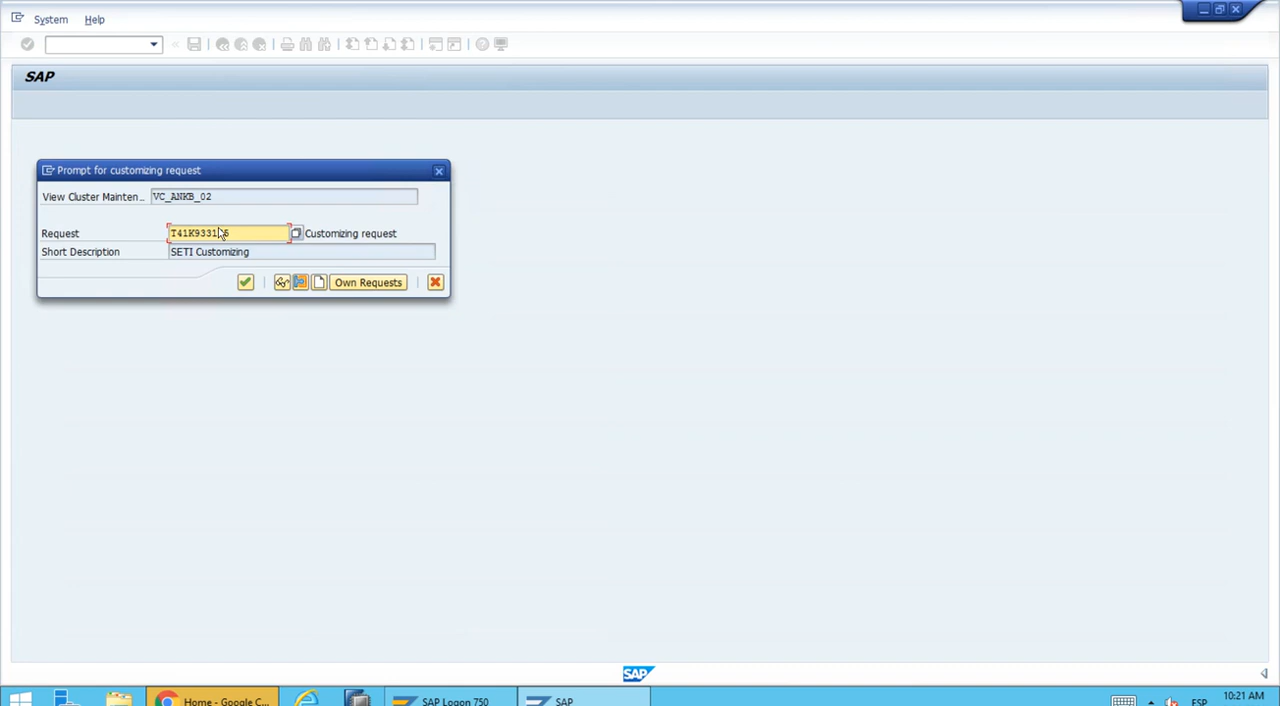 System Help
SAP
Prompt for customizing request
View Cluster Mainten.. VC_ANKB_02
Request Customizing request
Short Description SETI Customizing
Own Requests
SAP
Home - Google C...
SAP Logon 750
SAP
ESP
10:21 AM